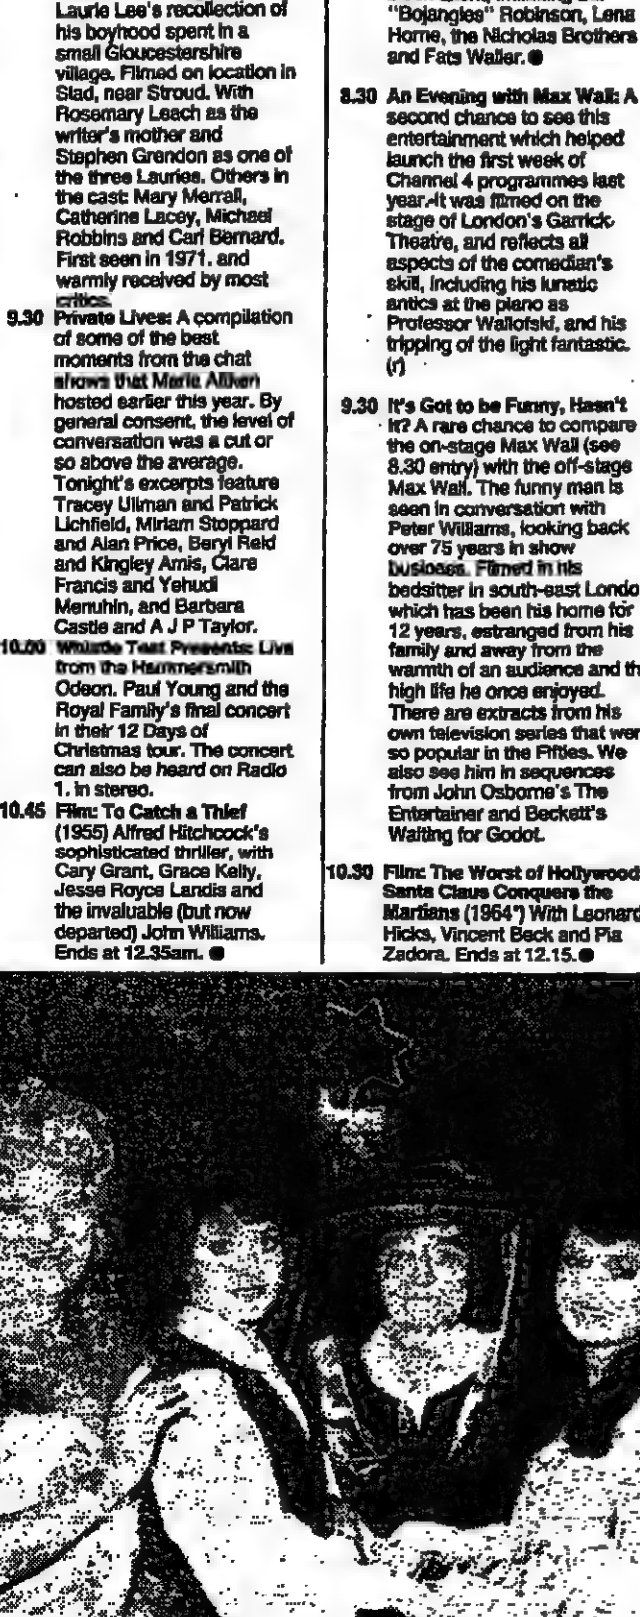 Laurie Lee's recollection of
his boyhood spent in a
small Gloucestershire
village. Filmed on location in
Slad, near Stroud. With
Rosemary Leach as the
writer's mother and
Stephen Grendon as one of
the three Lauries. Others in
the cast: Mary Merrall,
Catherine Lacey, Michael
Robbins and Carl Bernard.
First seen in 1971. and
warmly received by most
critics.
9.30 Private Lives: A compilation
of some of the best
moments from the chat
shows that Maria Aitken
hosted earlier this year. By
general consent, the level of
conversation was a cut or
so above the average.
Tonight's excerpts feature
Tracey Ullman and Patrick
Lichfield, Miriam Stoppard
and Alan Price, Beryl Reid
and Kingley Amis, Clare
Francis and Yehudi
Menuhin, and Barbara
Castle and A J P Taylor.
10.00 Whistle Test Presents: Live
from the Hammersmith
Odeon. Paul Young and the
Royal Family's final concert
in their 12 Days of
Christmas tour. The concert
can also be heard on Radio
1. in stereo.
10.45 Film: To Catch a Thief
(1955) Alfred Hitchcock's
sophisticated thriller, with
Cary Grant, Grace Kelly,
Jesse Royce Landis and
the invaluable (but now
departed) John Williams.
Ends at 12.35am. ●
"Bojangles" Robinson, Lena
Horne, the Nicholas Brothers
and Fats Waller. ●
8.30 An Evening with Max Wall: A
second chance to see this
entertainment which helped
launch the first week of
Channel 4 programmes last
year. It was filmed on the
stage of London's Garrick
Theatre, and reflects all
aspects of the comedian's
skill, including his lunatic
antics at the piano as
Professor Wallofski, and his
tripping of the light fantastic.
(r)
9.30 It's Got to be Funny, Hasn't
It? A rare chance to compare
the on-stage Max Wall (see
8.30 entry) with the off-stage
Max Wall. The funny man is
seen in conversation with
Peter Williams, looking back
over 75 years in show
business. Filmed in his
bedsitter in south-east Londo
which has been his home for
12 years, estranged from his
family and away from the
warmth of an audience and th
high life he once enjoyed.
There are extracts from his
own television series that wer
so popular in the Fifties. We
also see him in sequences
from John Osborne's The
Entertainer and Beckett's
Waiting for Godot.
10.30 Film: The Worst of Hollywood:
Santa Claus Conquers the
Martians (1964*) With Leonard
Hicks, Vincent Beck and Pia
Zadora. Ends at 12.15. ●